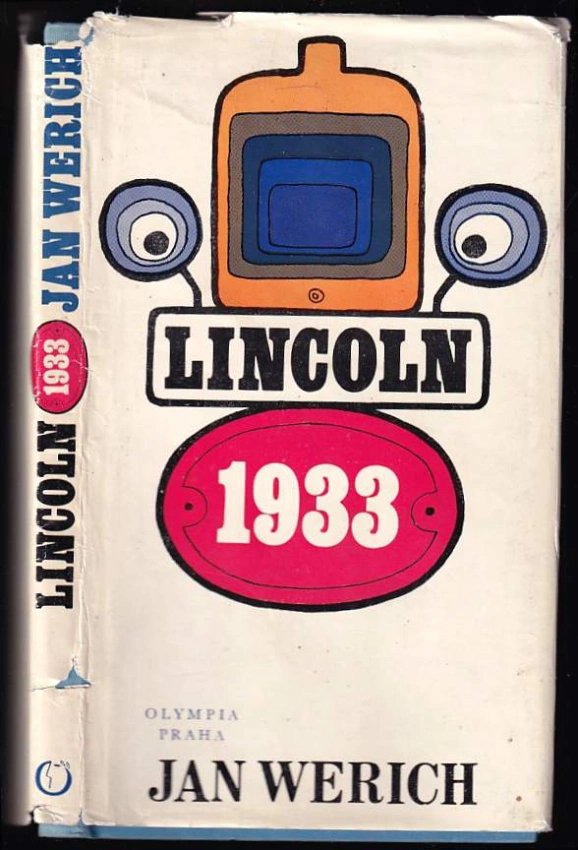 JAN WERICH
1933
LINCOLN
LINCOLN
1933
OLYMPIA
PRAHA
JAN WERICH